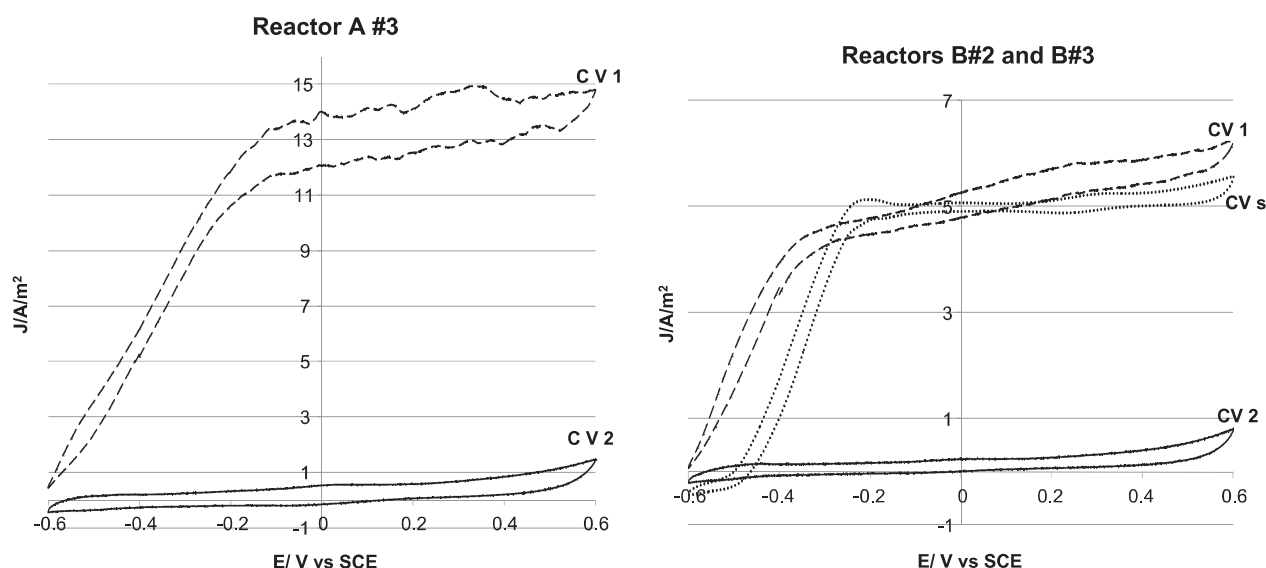 Reactor A #3
C V 1
15
13
11
9
7
5
3
1
-1
J/A/m²
C V 2
-0.6
-0.4
-0.2
0
0.2
0.4
0.6
E/ V vs SCE
Reactors B#2 and B#3
7
CV 1
CV s
5
3
1
-1
J/A/m²
CV 2
-0.6
-0.4
-0.2
0
0.2
0.4
0.6
E/ V vs SCE